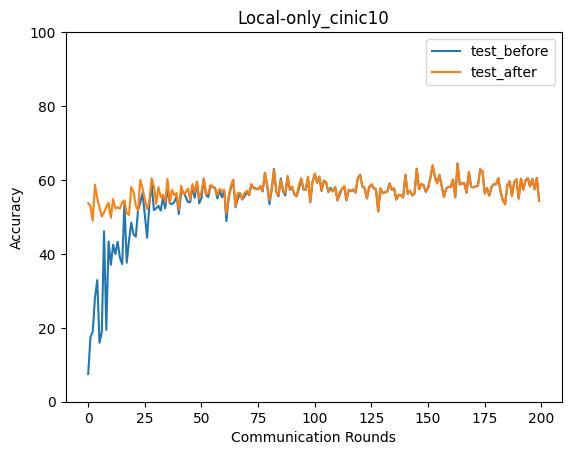 Local-only_cinic10
test_before
test_after
100
80
60
40
20
0
Accuracy
0 25 50 75 100 125 150 175 200
Communication Rounds